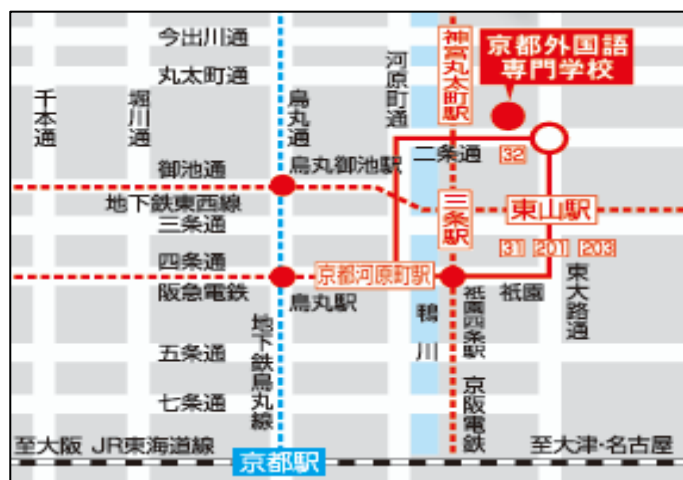 今出川通
丸太町通
千本通
堀川通
烏丸通
河原町通
神宮丸太町駅
京都外国語
専門学校
御池通
烏丸御池駅
二条通
32
地下鉄東西線
三条通
三条駅
東山駅
31
201
203
四条通
京都河原町駅
阪急電鉄
烏丸駅
鴨川
祇園四条駅
祇園
東大路通
地下鉄烏丸線
五条通
七条通
京阪電鉄
至大阪 JR東海道線
京都駅
至大津・名古屋